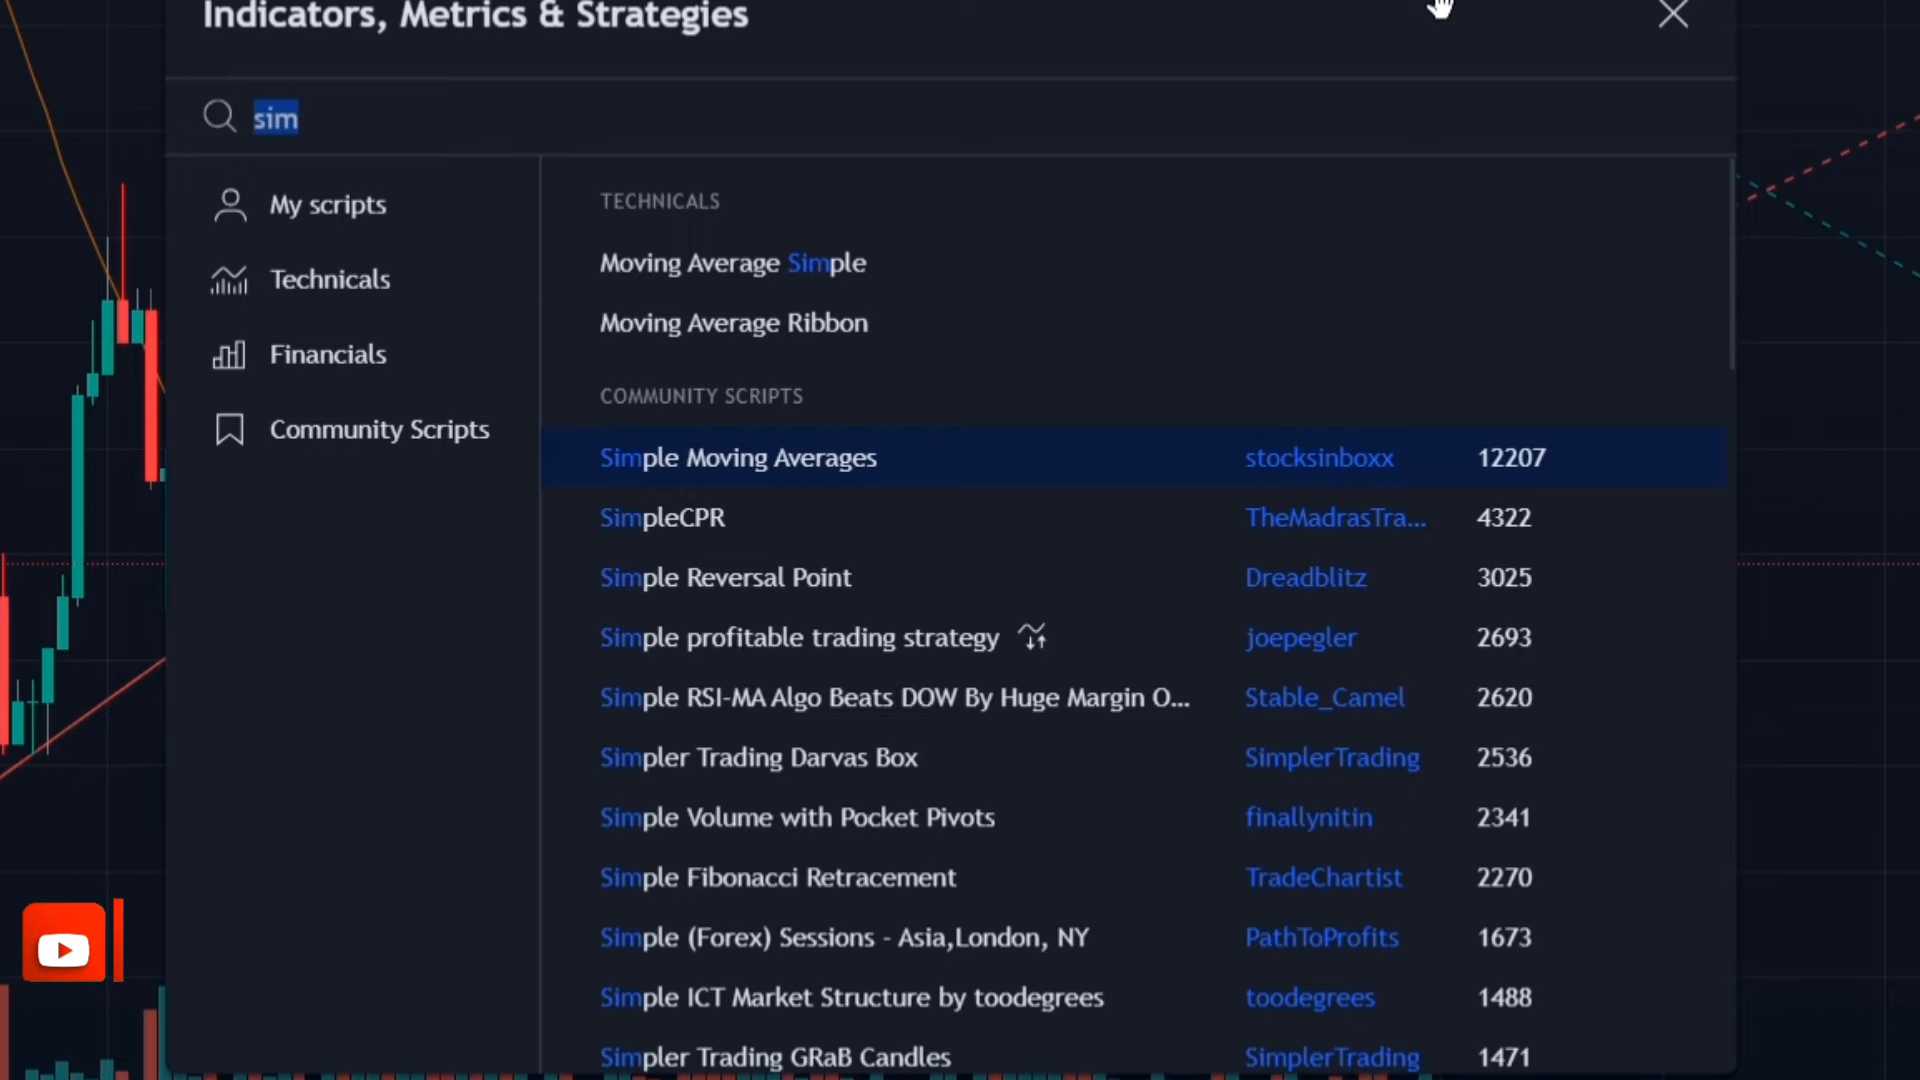 Indicators, Metrics & Strategies
sim
My scripts
Technicals
Financials
Community Scripts
TECHNICALS
Moving Average Simple
Moving Average Ribbon
COMMUNITY SCRIPTS
Simple Moving Averages stocksinboxx 12207
SimpleCPR TheMadrasTra... 4322
Simple Reversal Point Dreadblitz 3025
Simple profitable trading strategy joepegler 2693
Simple RSI-MA Algo Beats DOW By Huge Margin O... Stable_Camel 2620
Simpler Trading Darvas Box SimplerTrading 2536
Simple Volume with Pocket Pivots finallynitin 2341
Simple Fibonacci Retracement TradeChartist 2270
Simple (Forex) Sessions - Asia,London, NY PathToProfits 1673
Simple ICT Market Structure by toodegrees toodegrees 1488
Simpler Trading GRaB Candles SimplerTrading 1471